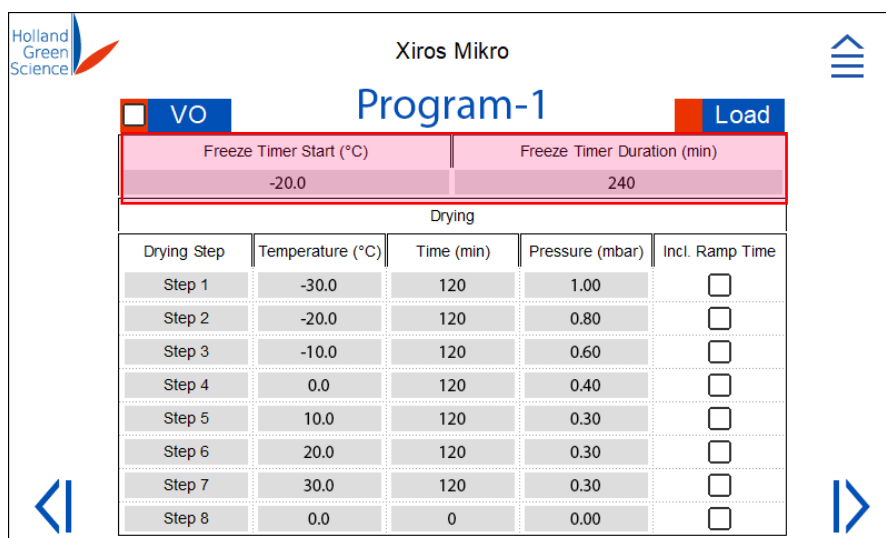 Holland
Green
Science
Xiros Mikro
Program-1
VO
Load
Freeze Timer Start (°C) Freeze Timer Duration (min)
-20.0 240
Drying
Drying Step Temperature (°C) Time (min) Pressure (mbar) Incl. Ramp Time
Step 1 -30.0 120 1.00
Step 2 -20.0 120 0.80
Step 3 -10.0 120 0.60
Step 4 0.0 120 0.40
Step 5 10.0 120 0.30
Step 6 20.0 120 0.30
Step 7 30.0 120 0.30
Step 8 0.0 0 0.00